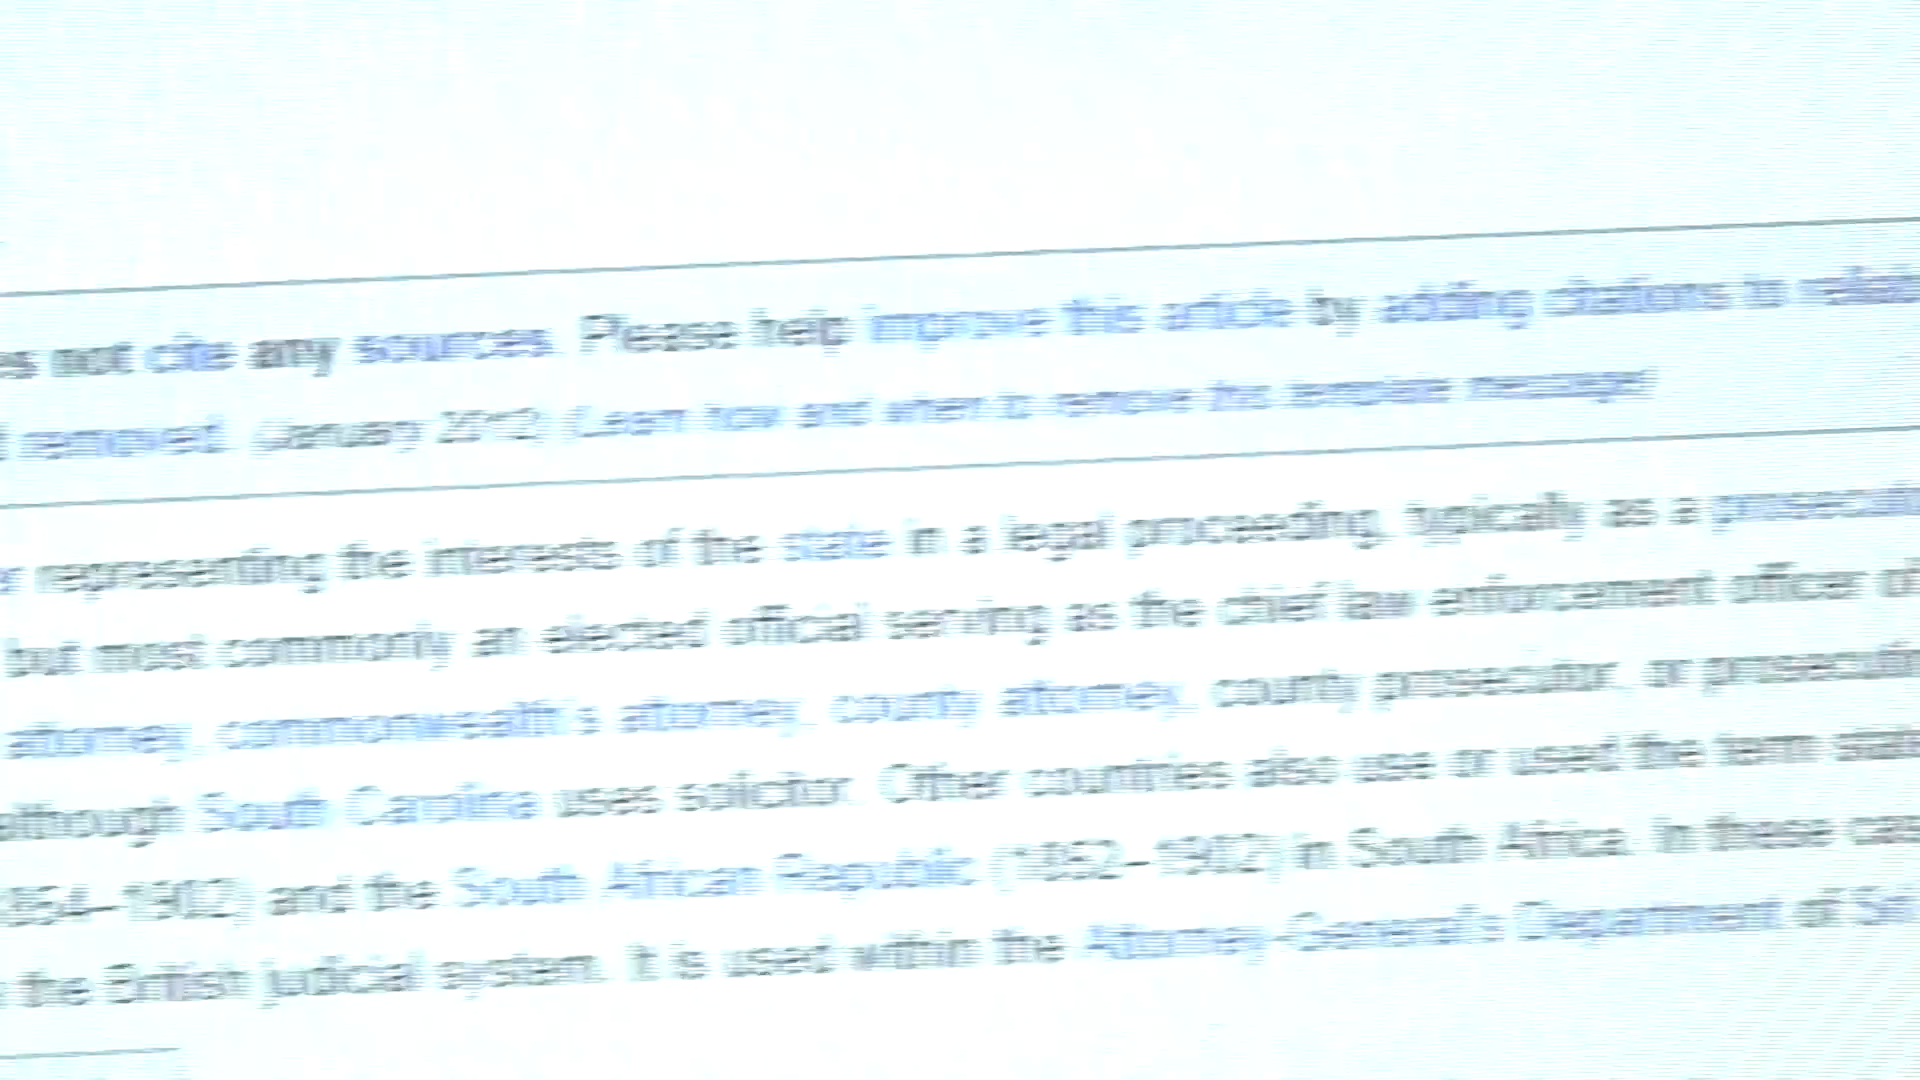 es not cite any sources. Please help improve this article by adding citations to reliable
removed. (January 2012) (Learn how and when to remove this template message)
representing the interests of the state in a legal proceeding, typically as a
but most commonly an elected official serving as the chief law enforcement officer of
attorney, commonwealth's attorney, county attorney, county prosecutor, or
although South Carolina uses solicitor. Other countries also use or used the term
854–1902) and the South African Republic (1852–1902) in South Africa. In these
the British judicial system. It is used within the Attorney-General's Department of